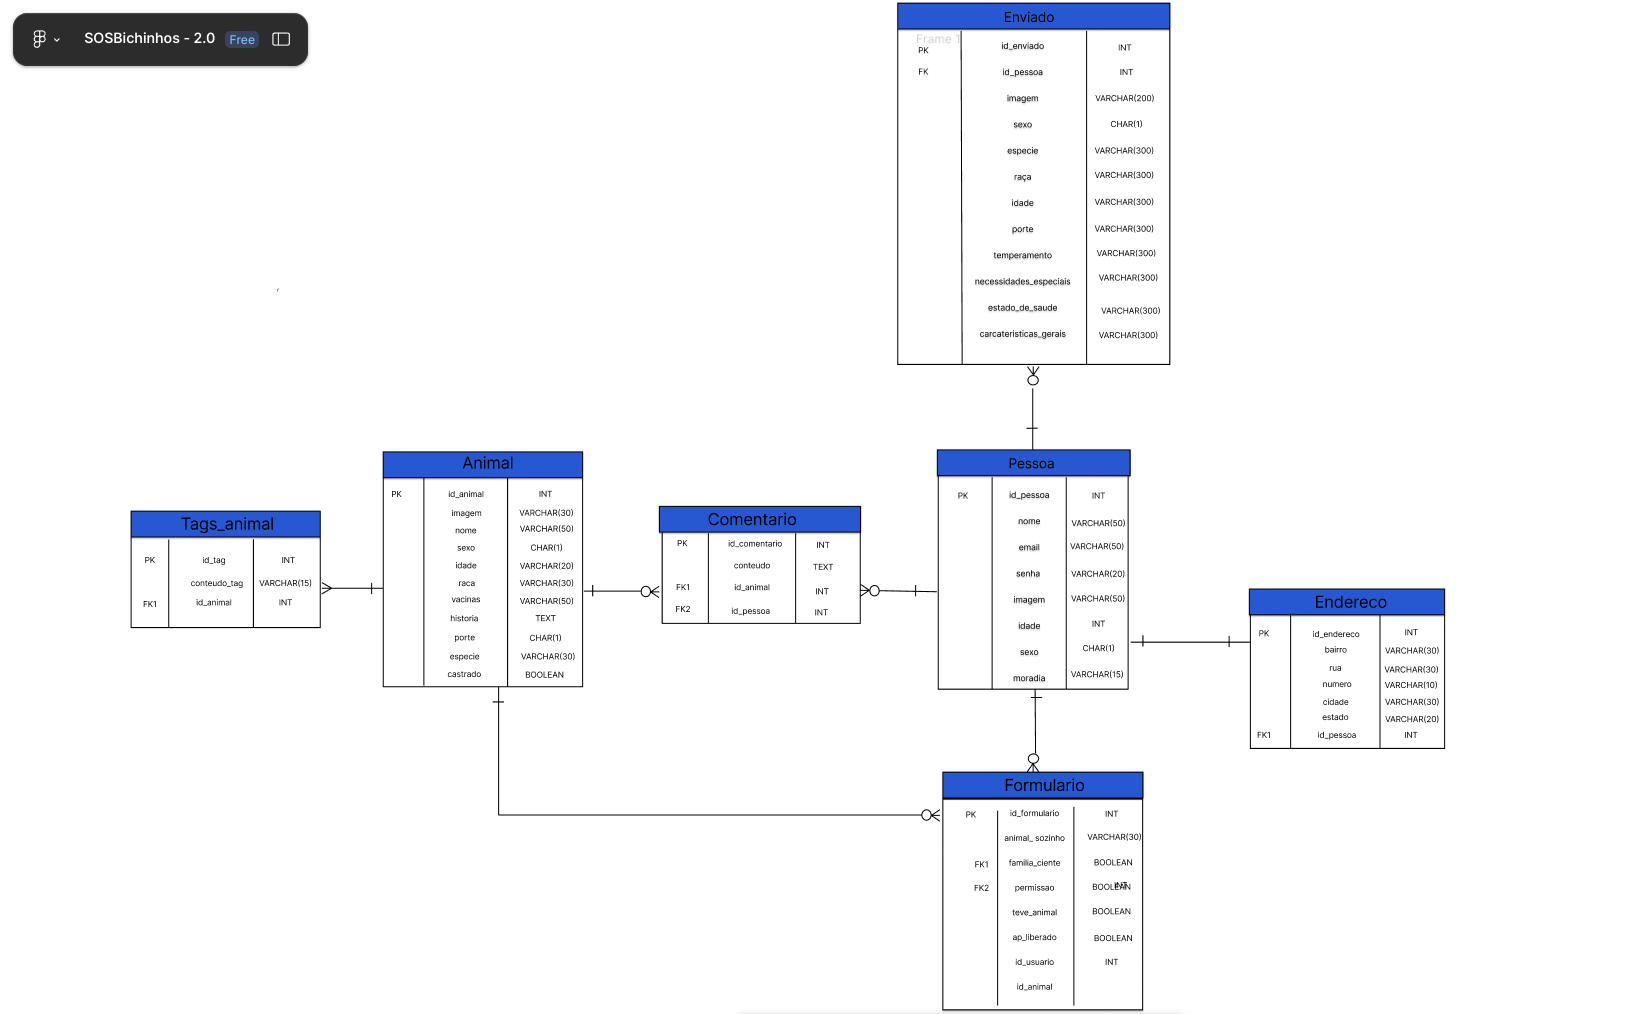 SOSBichinhos - 2.0 Free
Enviado
Frame 1
PK id_enviado INT
FK id_pessoa INT
imagem VARCHAR(200)
sexo CHAR(1)
especie VARCHAR(300)
raça VARCHAR(300)
idade VARCHAR(300)
porte VARCHAR(300)
temperamento VARCHAR(300)
necessidades_especiais VARCHAR(300)
estado_de_saude VARCHAR(300)
carcateristicas_gerais VARCHAR(300)
Tags_animal
PK id_tag INT
conteudo_tag VARCHAR(15)
FK1 id_animal INT
Animal
PK id_animal INT
imagem VARCHAR(30)
nome VARCHAR(50)
sexo CHAR(1)
idade VARCHAR(20)
raca VARCHAR(30)
vacinas VARCHAR(50)
historia TEXT
porte CHAR(1)
especie VARCHAR(30)
castrado BOOLEAN
Comentario
PK id_comentario INT
conteudo TEXT
FK1 id_animal INT
FK2 id_pessoa INT
Pessoa
PK id_pessoa INT
nome VARCHAR(50)
email VARCHAR(50)
senha VARCHAR(20)
imagem VARCHAR(50)
idade INT
sexo CHAR(1)
moradia VARCHAR(15)
Endereco
PK id_endereco INT
bairro VARCHAR(30)
rua VARCHAR(30)
numero VARCHAR(10)
cidade VARCHAR(30)
estado VARCHAR(20)
FK1 id_pessoa INT
Formulario
PK id_formulario INT
animal_ sozinho VARCHAR(30)
FK1 familia_ciente BOOLEAN
FK2 permissao BOOLEAN INT
teve_animal BOOLEAN
ap_liberado BOOLEAN
id_usuario INT
id_animal